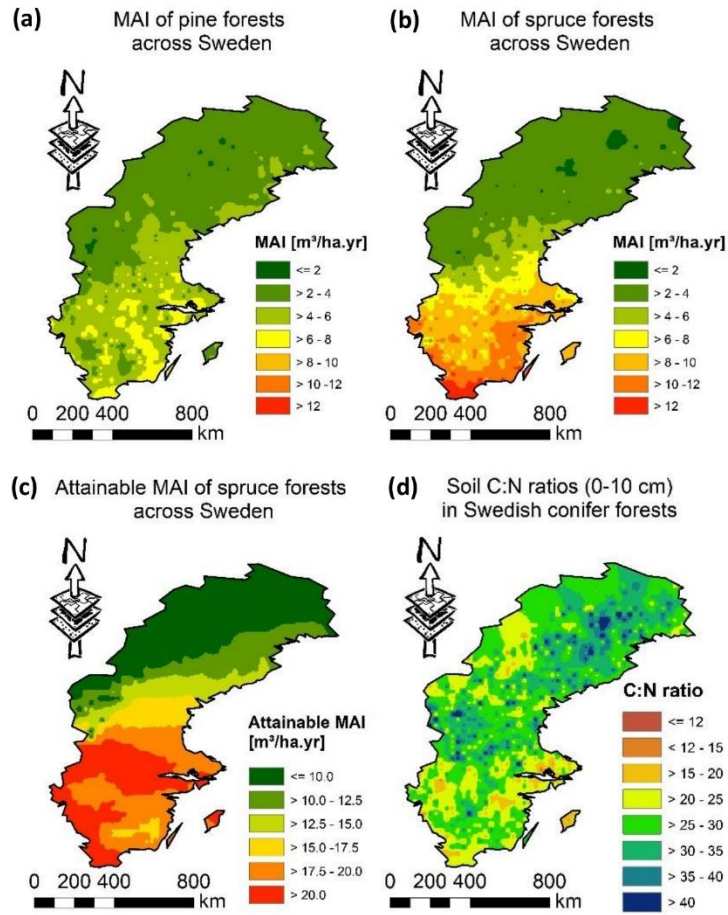 (a)
MAI of pine forests
across Sweden
N
MAI [m³/ha.yr]
<= 2
> 2 - 4
> 4 - 6
> 6 - 8
> 8 - 10
> 10 -12
> 12
0 200 400 800
km
(b)
MAI of spruce forests
across Sweden
N
MAI [m³/ha.yr]
<= 2
> 2 - 4
> 4 - 6
> 6 - 8
> 8 - 10
> 10 -12
> 12
0 200 400 800
km
(c)
Attainable MAI of spruce forests
across Sweden
N
Attainable MAI
[m³/ha.yr]
<= 10.0
> 10.0 - 12.5
> 12.5 - 15.0
> 15.0 -17.5
> 17.5 - 20.0
> 20.0
0 200 400 800
km
(d)
Soil C:N ratios (0-10 cm)
in Swedish conifer forests
N
C:N ratio
<= 12
< 12 - 15
> 15 - 20
> 20 - 25
> 25 - 30
> 30 - 35
> 35 - 40
> 40
0 200 400 800
km